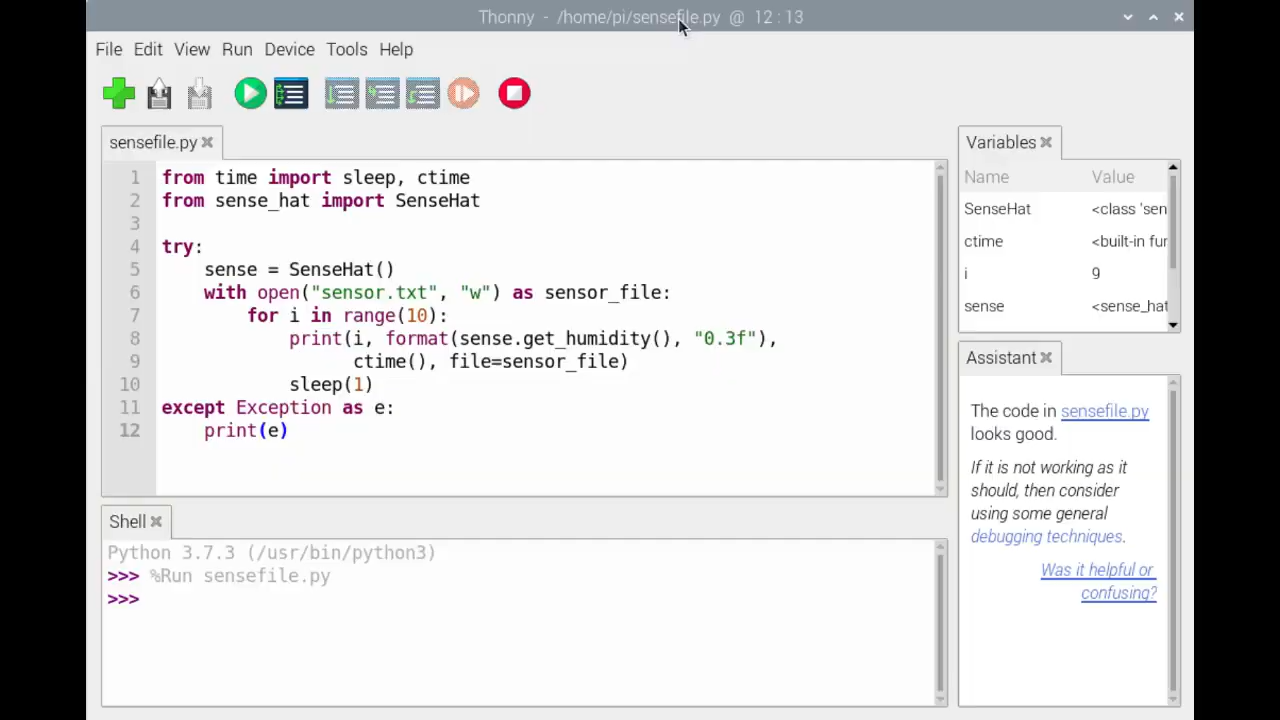 Thonny - /home/pi/sensefile.py @ 12 : 13
File Edit View Run Device Tools Help
sensefile.py
1 from time import sleep, ctime
2 from sense_hat import SenseHat
3
4 try:
5     sense = SenseHat()
6     with open("sensor.txt", "w") as sensor_file:
7         for i in range(10):
8             print(i, format(sense.get_humidity(), "0.3f"),
9                   ctime(), file=sensor_file)
10             sleep(1)
11 except Exception as e:
12     print(e)
Shell
Python 3.7.3 (/usr/bin/python3)
>>> %Run sensefile.py
>>>
Variables
Name Value
SenseHat <class 'sen
ctime <built-in fur
i 9
sense <sense_hat
Assistant
The code in sensefile.py
looks good.
If it is not working as it
should, then consider
using some general
debugging techniques.
Was it helpful or
confusing?